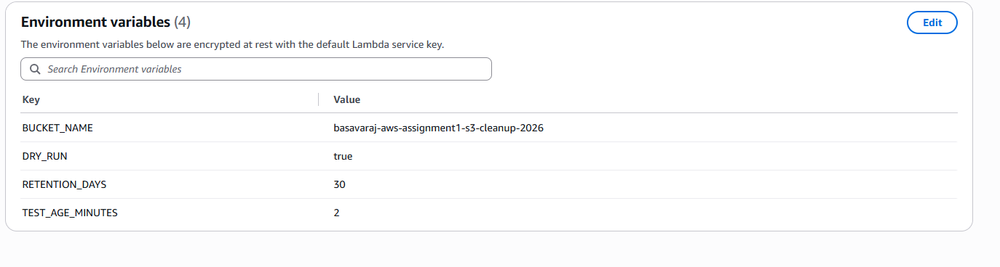 Environment variables (4)
Edit
The environment variables below are encrypted at rest with the default Lambda service key.
Search Environment variables
Key Value
BUCKET_NAME basavaraj-aws-assignment1-s3-cleanup-2026
DRY_RUN true
RETENTION_DAYS 30
TEST_AGE_MINUTES 2